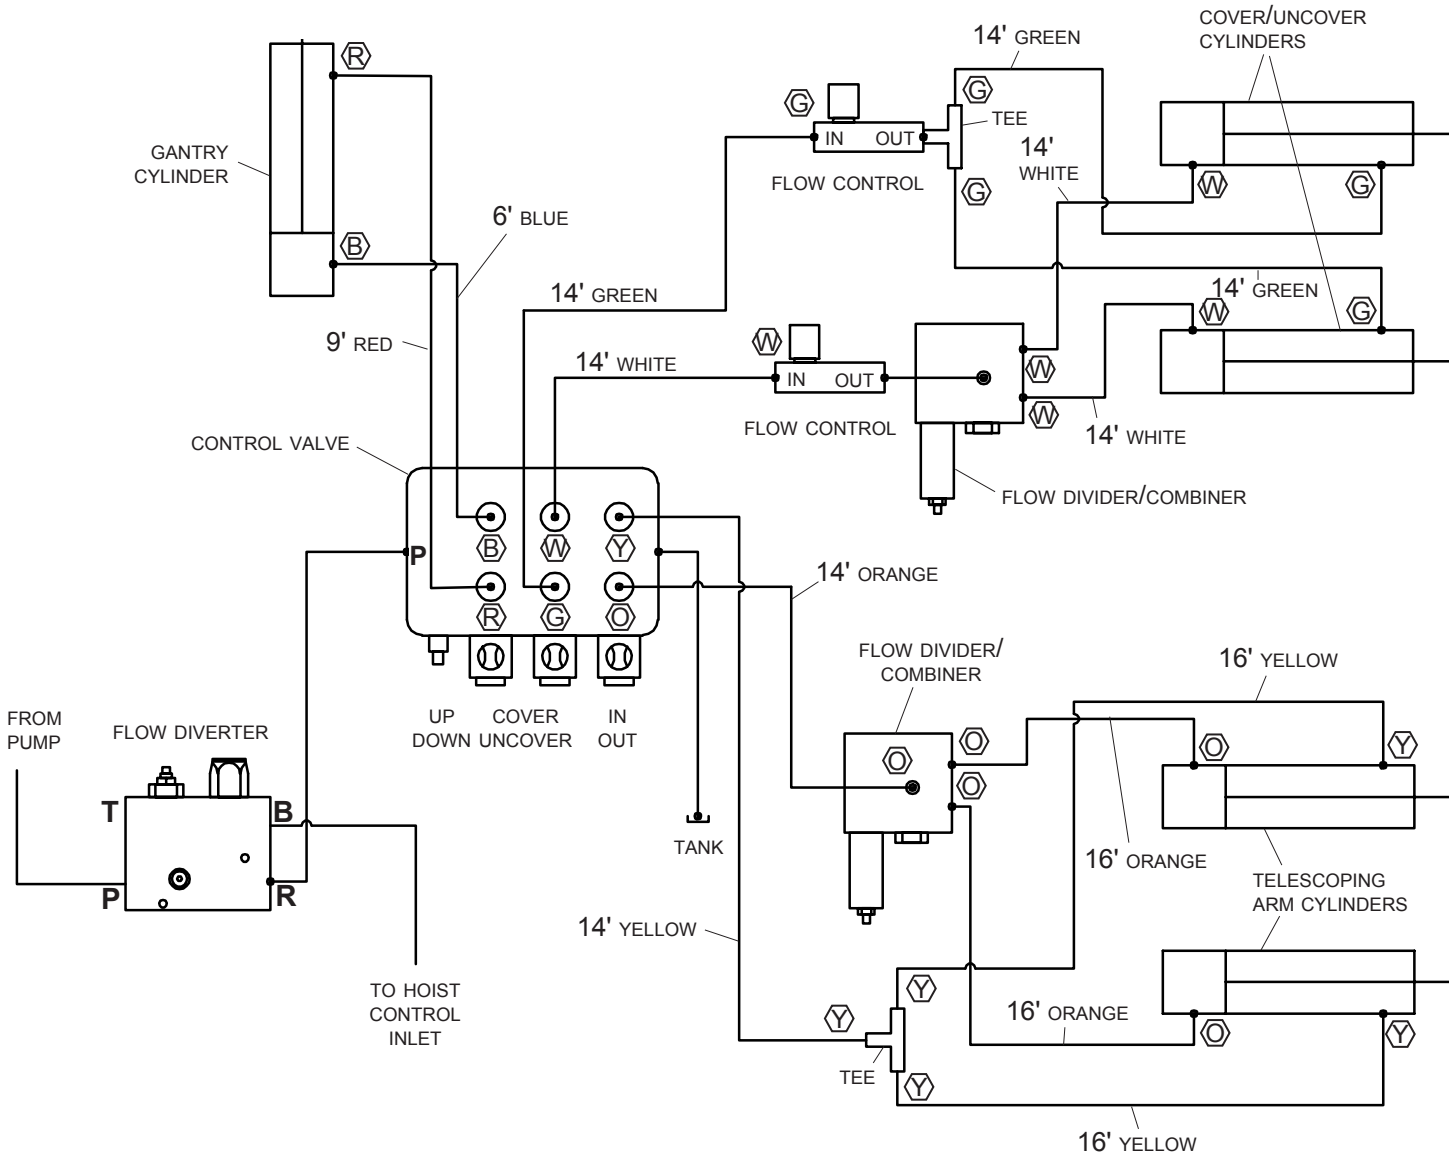 COVER/UNCOVER
CYLINDERS
14' GREEN
R
G
G
TEE
IN OUT
14'
WHITE
GANTRY
CYLINDER
FLOW CONTROL
G
W
G
6' BLUE
B
14' GREEN
14' GREEN
W
G
9' RED
W
14' WHITE
IN OUT
W
W
FLOW CONTROL
14' WHITE
CONTROL VALVE
FLOW DIVIDER/COMBINER
P
B
W
Y
14' ORANGE
R
G
O
FLOW DIVIDER/
COMBINER
16' YELLOW
UP
DOWN
COVER
UNCOVER
IN
OUT
FROM
PUMP
FLOW DIVERTER
O
O
O
O
Y
T
B
P
R
TANK
16' ORANGE
TELESCOPING
ARM CYLINDERS
14' YELLOW
TO HOIST
CONTROL
INLET
Y
Y
16' ORANGE
O
Y
TEE
Y
16' YELLOW